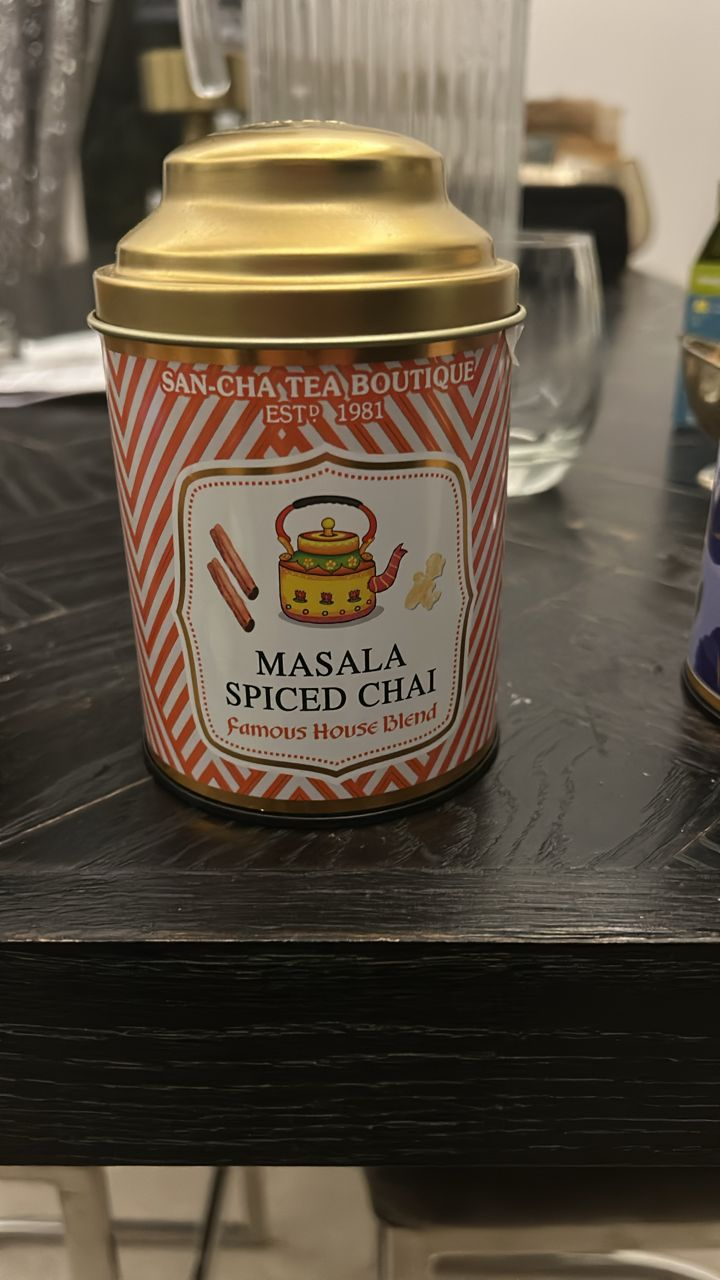 SAN-CHA TEA BOUTIQUE
ESTD 1981
MASALA
SPICED CHAI
Famous House Blend